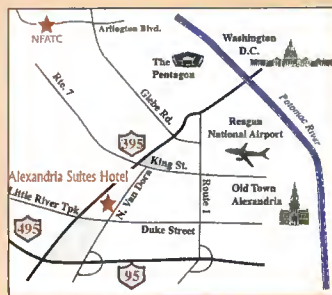 Arlington Blvd.
NFATC
Washington
D.C.
The
Pentagon
Rte. 7
Glebe Rd.
Potomac River
395
Reagan
National Airport
King St.
Alexandria Suites Hotel
N. Van Dorn
Route 1
Little River Tpk
Old Town
Alexandria
Duke Street
495
95